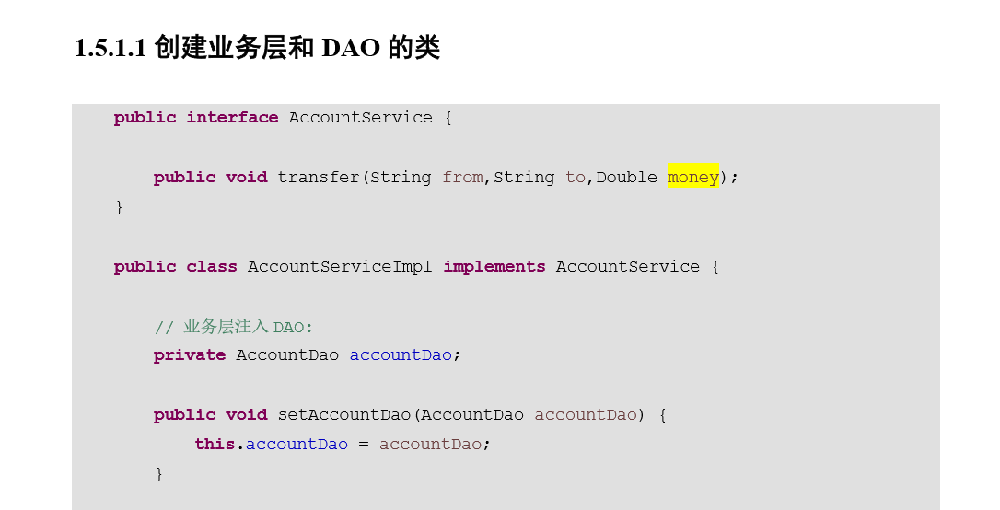 1.5.1.1 创建业务层和 DAO 的类
public interface AccountService {
public void transfer(String from,String to,Double money);
}
public class AccountServiceImpl implements AccountService {
// 业务层注入 DAO:
private AccountDao accountDao;
public void setAccountDao(AccountDao accountDao) {
this.accountDao = accountDao;
}